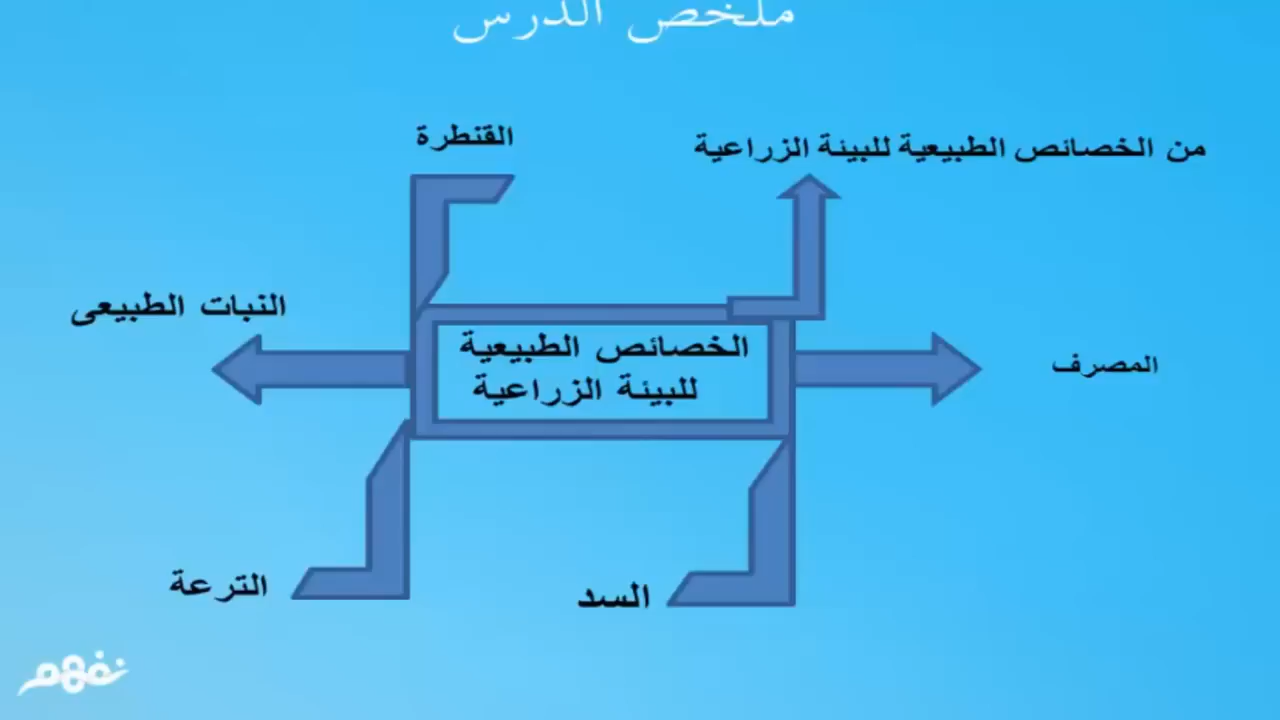 ملخص الدرس
القنطرة
من الخصائص الطبيعية للبيئة الزراعية
النبات الطبيعى
الخصائص الطبيعية
للبيئة الزراعية
المصرف
الترعة
السد
نفهم